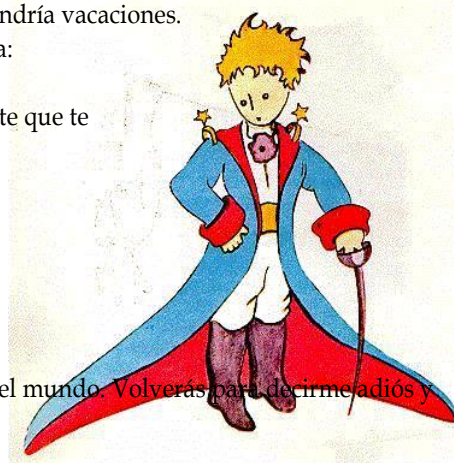 ndría vacaciones.
a:
te que te
el mundo. Volverás para decirme adiós y